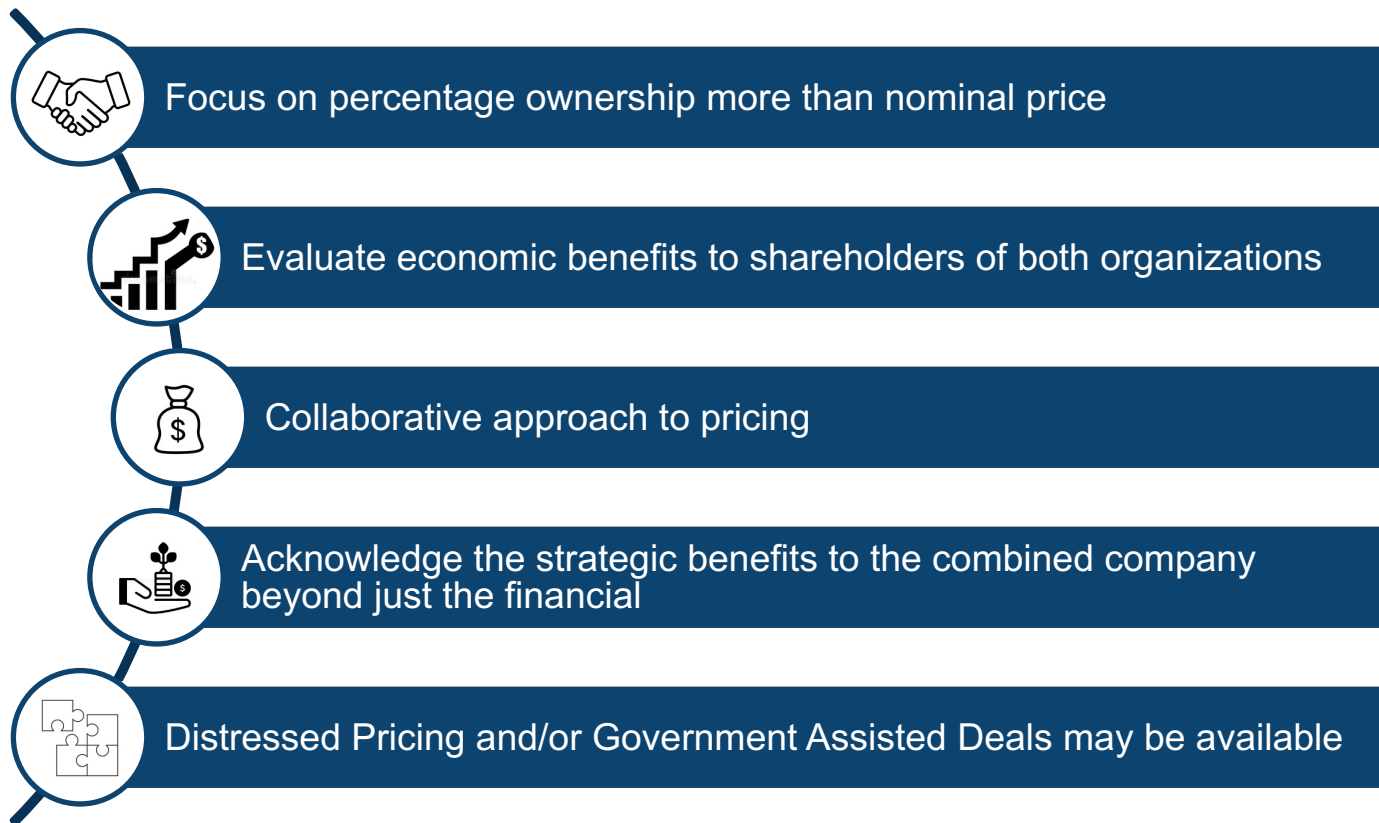 Focus on percentage ownership more than nominal price
$
Evaluate economic benefits to shareholders of both organizations
$
Collaborative approach to pricing
$
Acknowledge the strategic benefits to the combined company
beyond just the financial
Distressed Pricing and/or Government Assisted Deals may be available